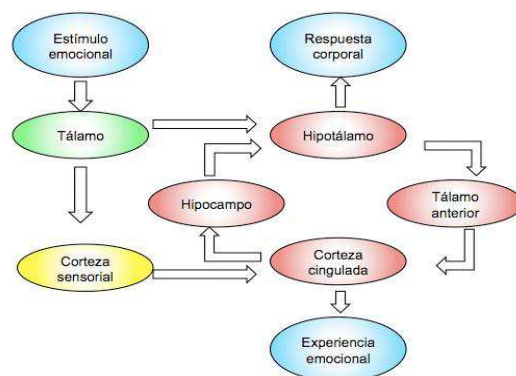 Estímulo
emocional
Respuesta
corporal
Tálamo
Hipotálamo
Hipocampo
Tálamo
anterior
Corteza
sensorial
Corteza
cingulada
Experiencia
emocional